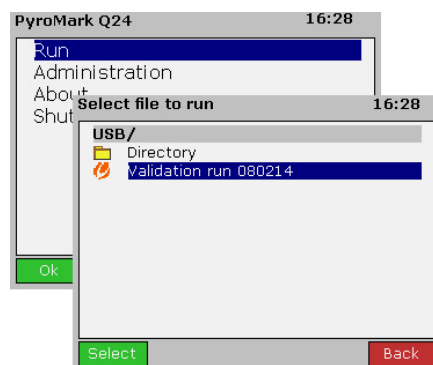 PyroMark Q24 16:28
Run
Administration
About
Shut
Ok
Select file to run 16:28
USB/
Directory
Validation run 080214
Select Back